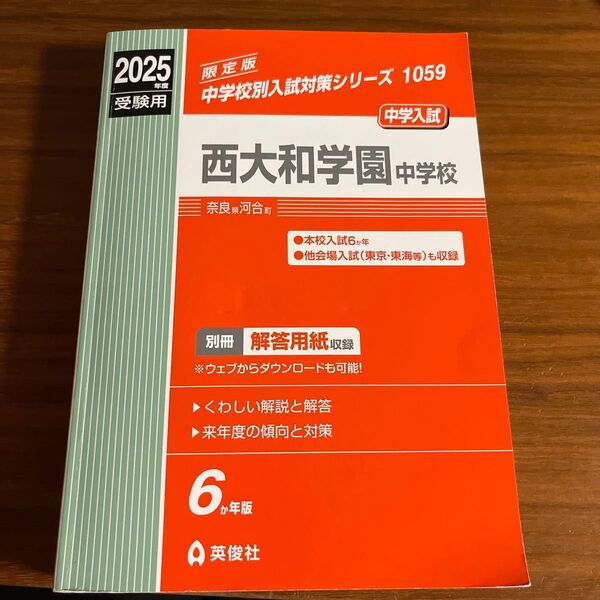 2025年度
受験用
限定版
中学校別入試対策シリーズ 1059
中学入試
西大和学園中学校
奈良県河合町
●本校入試6カ年
●他会場入試(東京・東海等)も収録
別冊 解答用紙収録
※ウェブからダウンロードも可能!
▶くわしい解説と解答
▶来年度の傾向と対策
6カ年版
英俊社